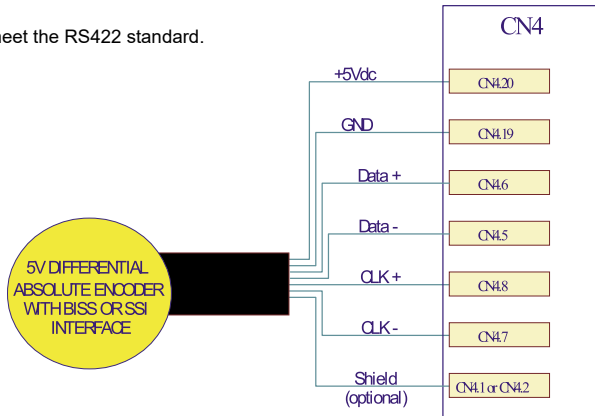 neet the RS422 standard.
CN4
+5Vdc
CN4.20
GND
CN4.19
Data +
CN4.6
Data -
CN4.5
5V DIFFERENTIAL
ABSOLUTE ENCODER
WITH BISS OR SSI
INTERFACE
CLK +
CN4.8
CLK -
CN4.7
Shield
(optional)
CN4.1 or CN4.2